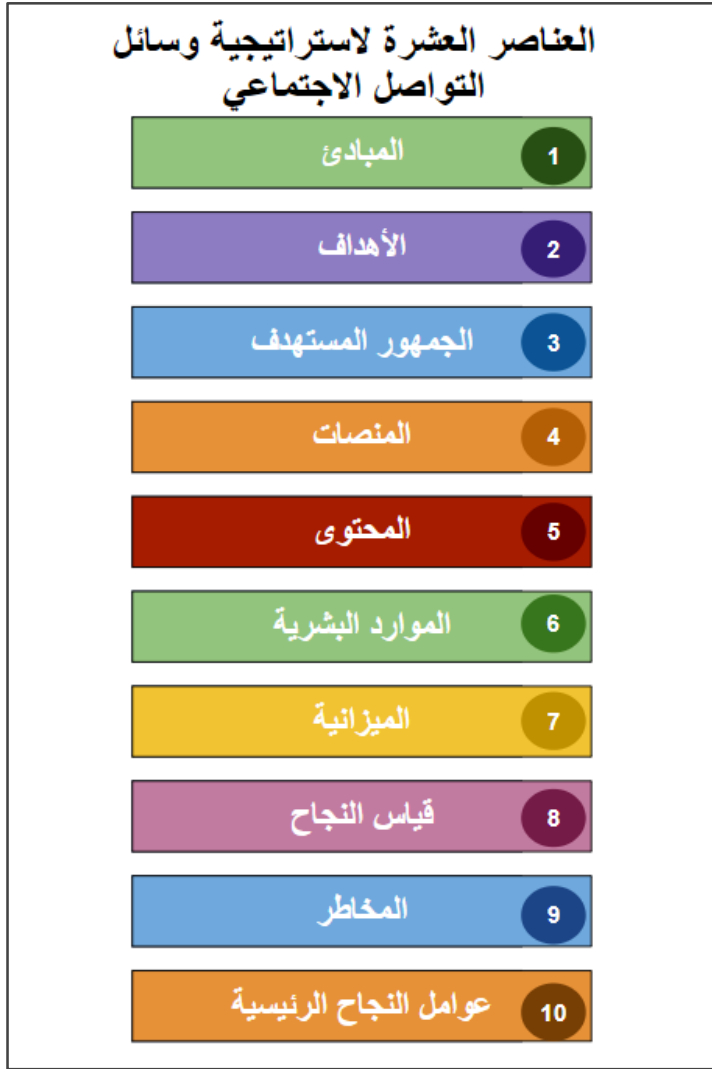 العناصر العشرة لاستراتيجية وسائل
التواصل الاجتماعي
1 المبادئ
2 الأهداف
3 الجمهور المستهدف
4 المنصات
5 المحتوى
6 الموارد البشرية
7 الميزانية
8 قياس النجاح
9 المخاطر
10 عوامل النجاح الرئيسية